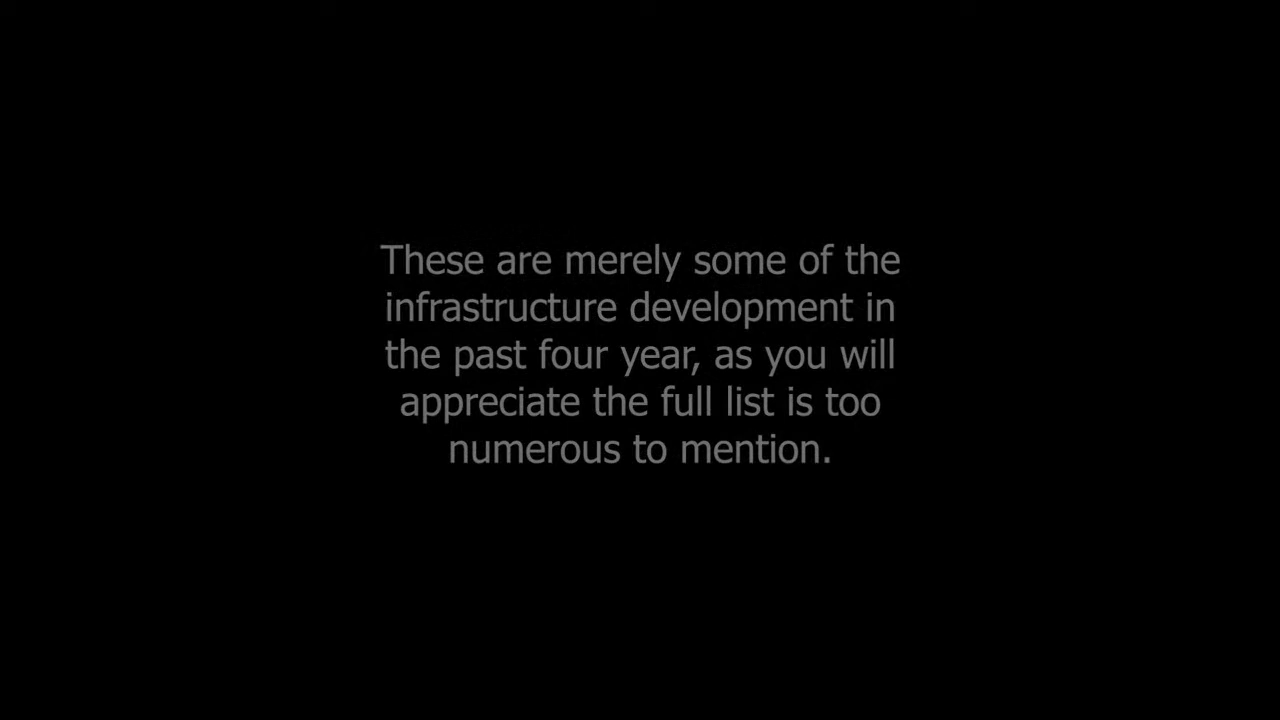 These are merely some of the
infrastructure development in
the past four year, as you will
appreciate the full list is too
numerous to mention.